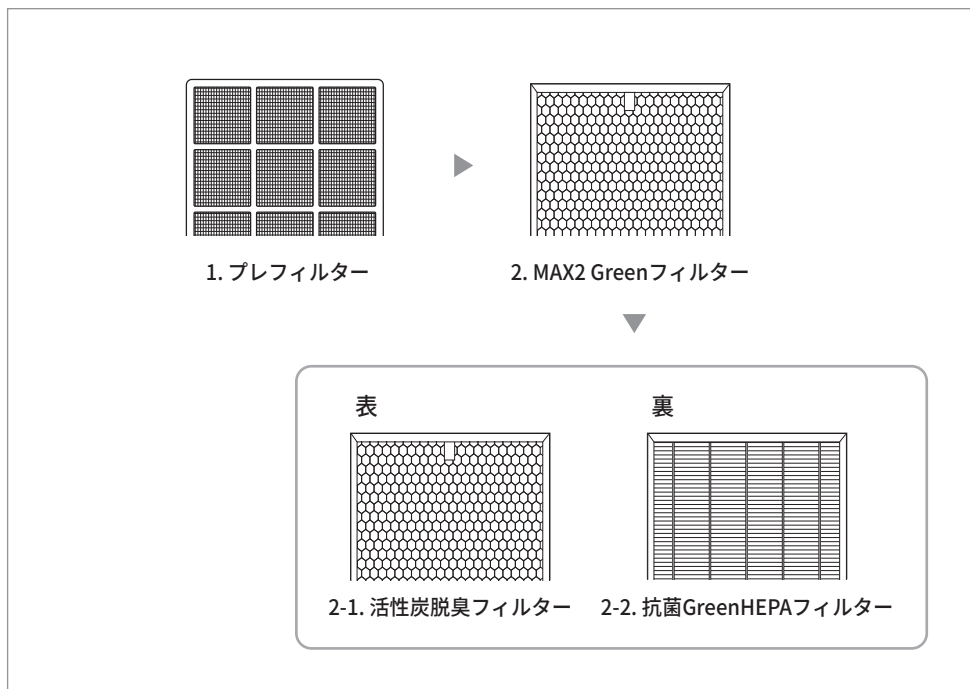 1. プレフィルター
2. MAX2 Greenフィルター
表
裏
2-1. 活性炭脱臭フィルター
2-2. 抗菌GreenHEPAフィルター